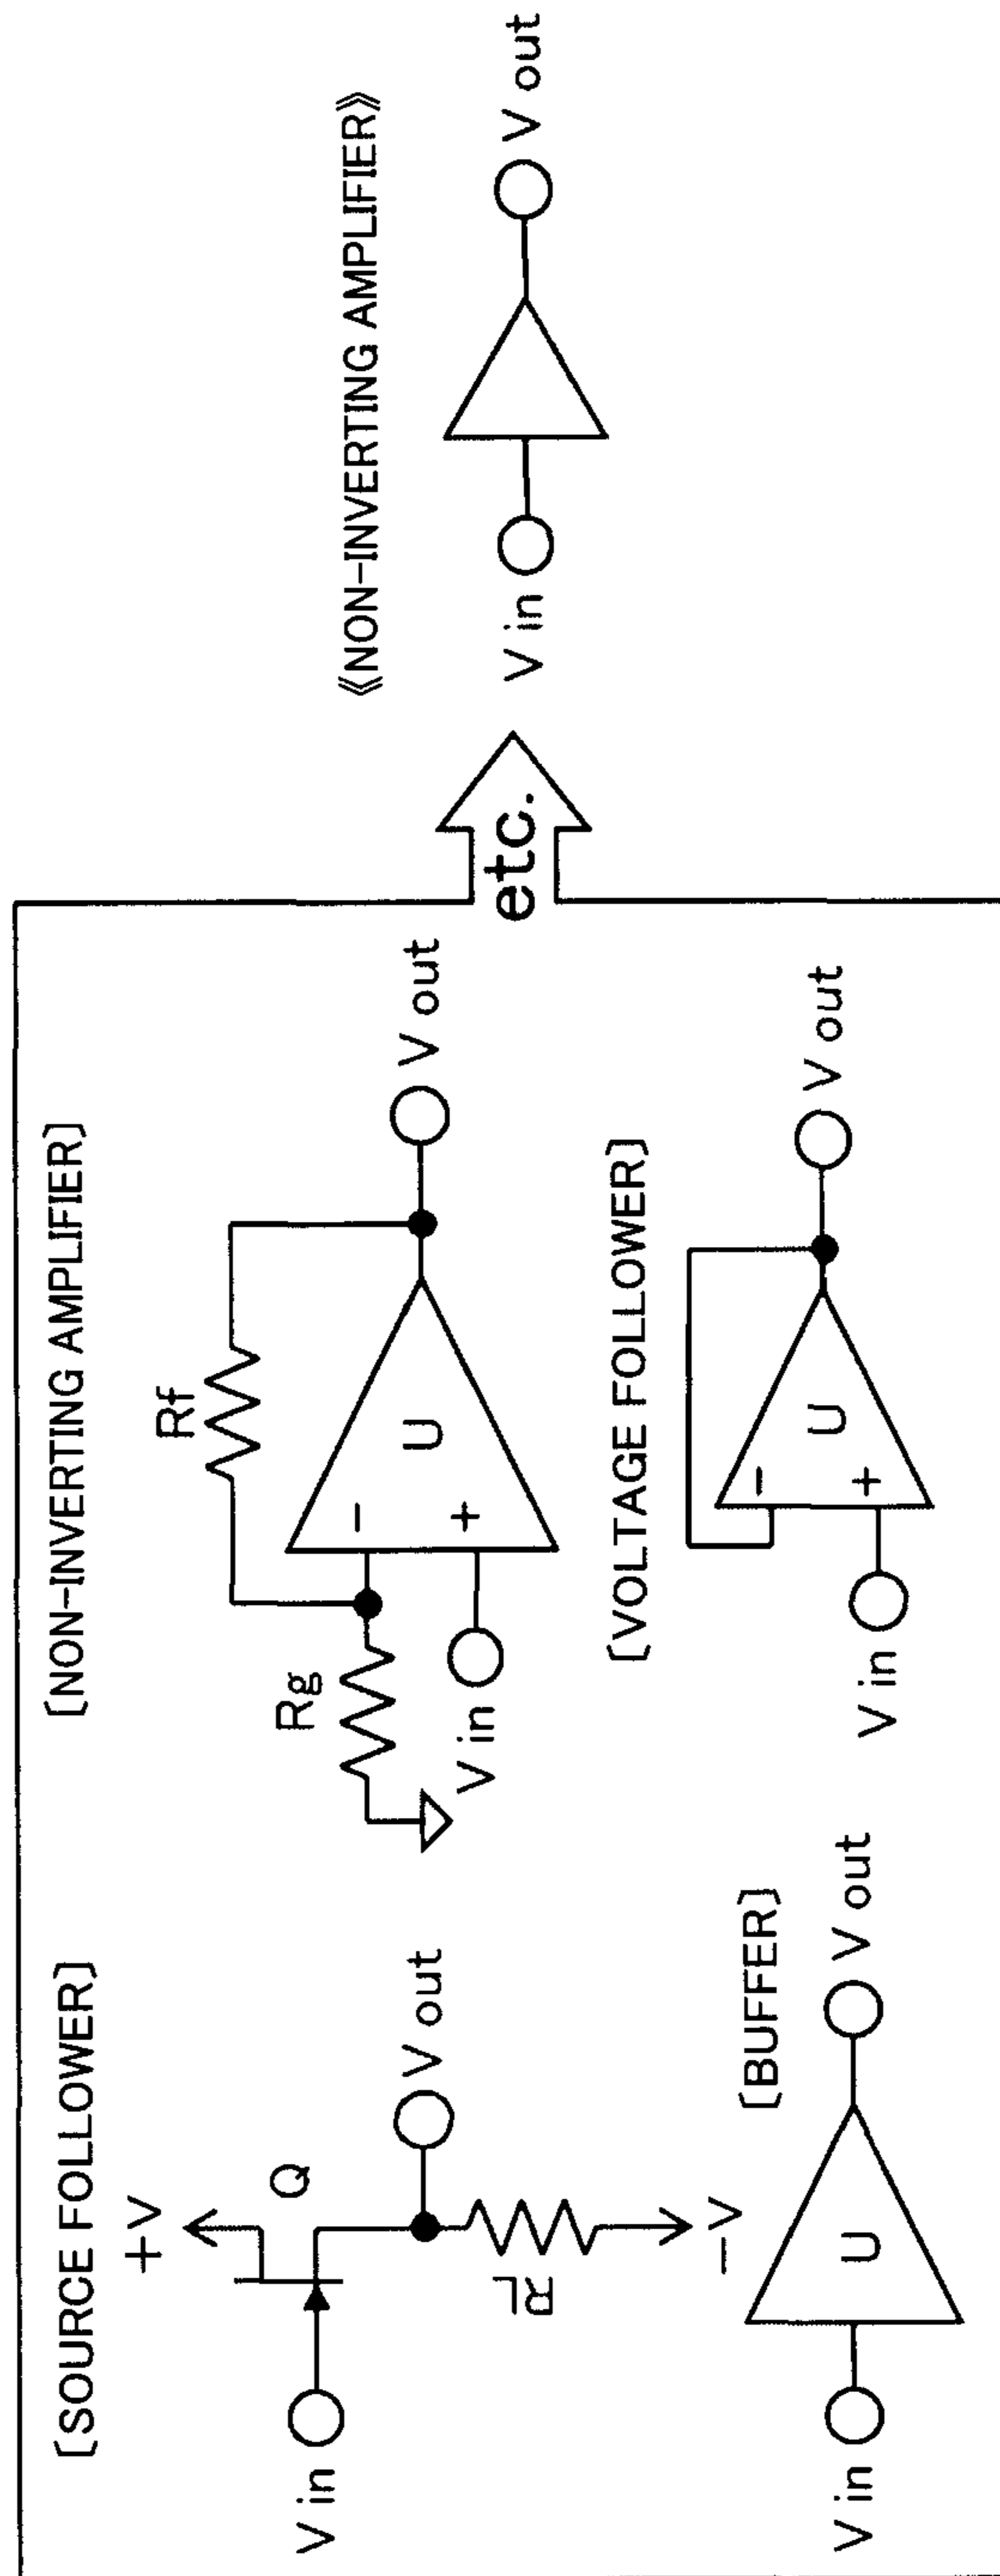 [SOURCE FOLLOWER]
+V
Q
V in
V out
RL
−V
[NON-INVERTING AMPLIFIER]
Rf
Rg
−
+
U
V in
V out
[BUFFER]
V in
U
V out
[VOLTAGE FOLLOWER]
−
+
U
V in
V out
etc.
《NON-INVERTING AMPLIFIER》
V in
V out